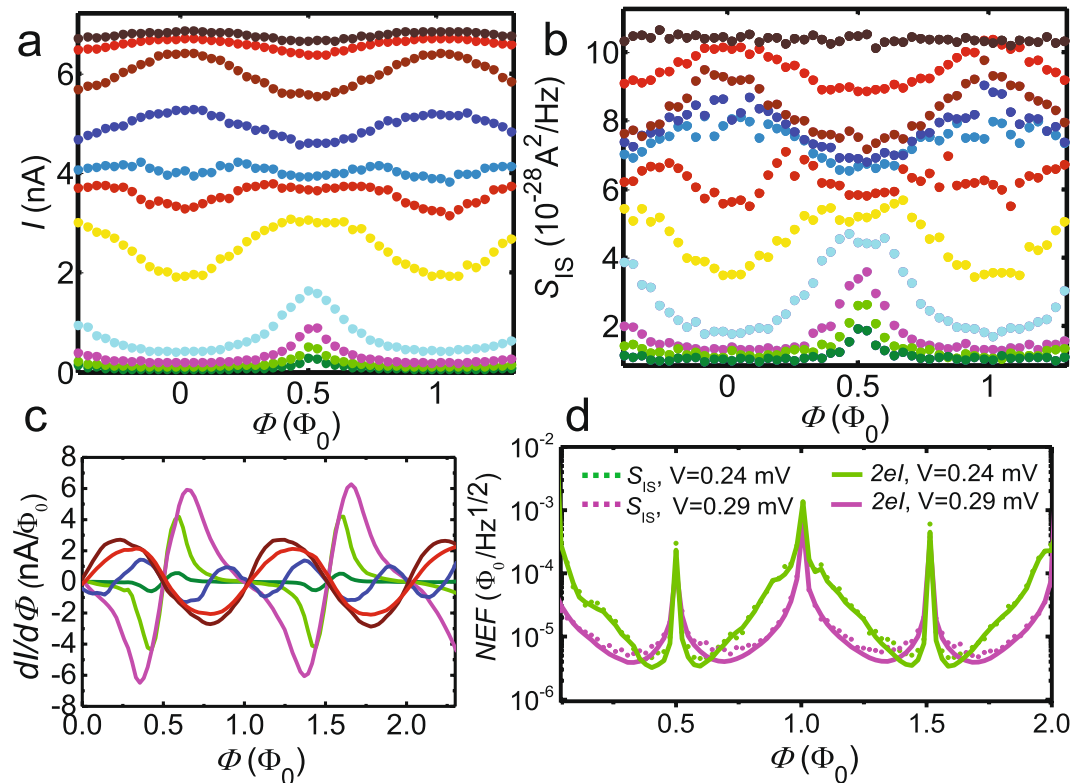 a
b
6
4
2
0
I (nA)
0
0.5
1
Φ (Φ₀)
10
8
6
4
2
S_IS (10⁻²⁸A²/Hz)
0
0.5
1
Φ (Φ₀)
c
d
8
6
4
2
0
-2
-4
-6
-8
dI/dΦ (nA/Φ₀)
0.0
0.5
1.0
1.5
2.0
Φ (Φ₀)
10⁻²
10⁻³
10⁻⁴
10⁻⁵
10⁻⁶
NEF (Φ₀/Hz¹/²)
S_IS, V=0.24 mV
S_IS, V=0.29 mV
2eI, V=0.24 mV
2eI, V=0.29 mV
0.5
1.0
1.5
2.0
Φ (Φ₀)